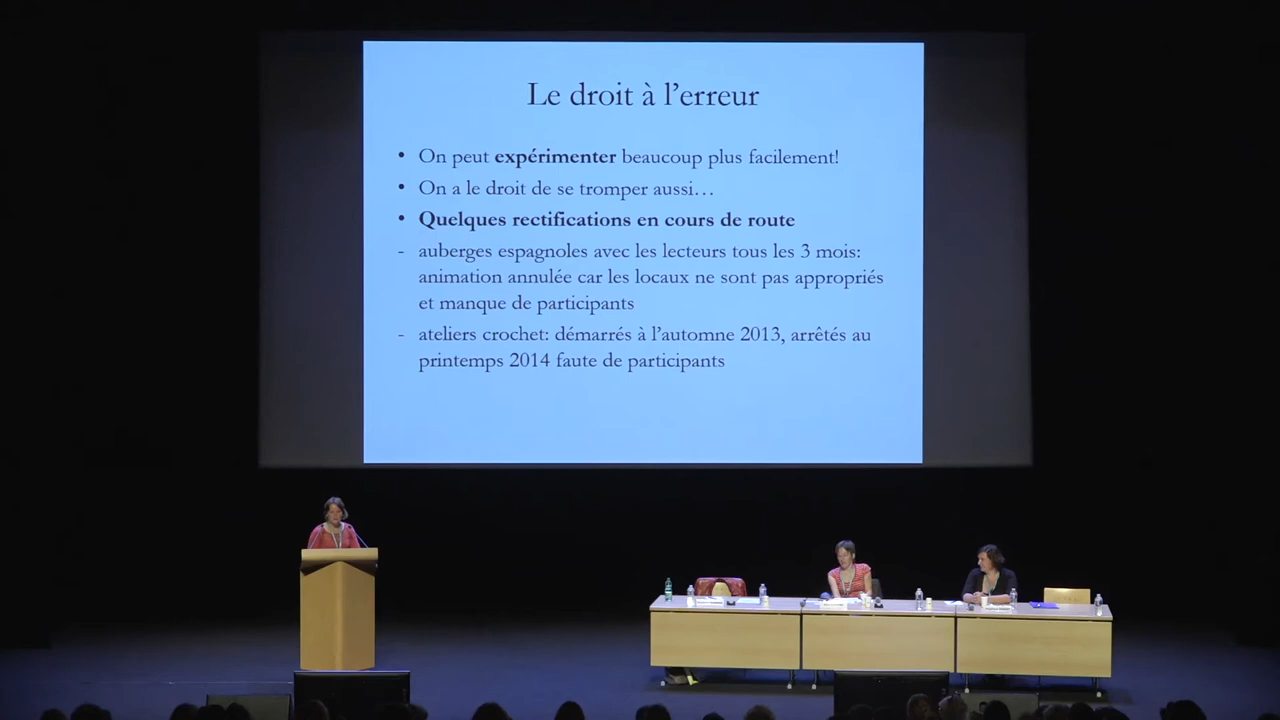 Le droit à l’erreur
• On peut expérimenter beaucoup plus facilement!
• On a le droit de se tromper aussi…
• Quelques rectifications en cours de route
- auberges espagnoles avec les lecteurs tous les 3 mois:
animation annulée car les locaux ne sont pas appropriés
et manque de participants
- ateliers crochet: démarrés à l’automne 2013, arrêtés au
printemps 2014 faute de participants